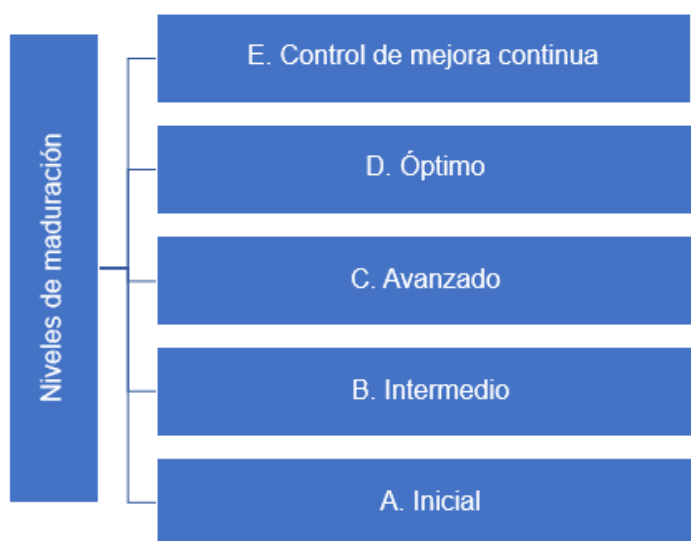 Niveles de maduración
E. Control de mejora continua
D. Óptimo
C. Avanzado
B. Intermedio
A. Inicial